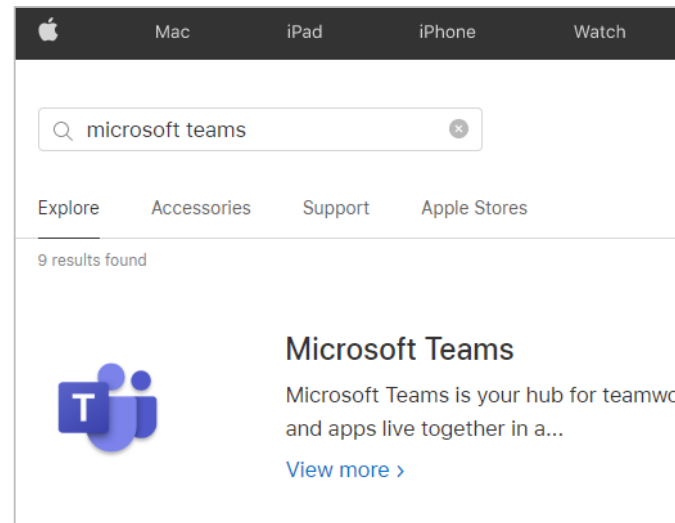 Mac iPad iPhone Watch
microsoft teams
Explore Accessories Support Apple Stores
9 results found
T
Microsoft Teams
Microsoft Teams is your hub for
and apps live together in a...
View more >